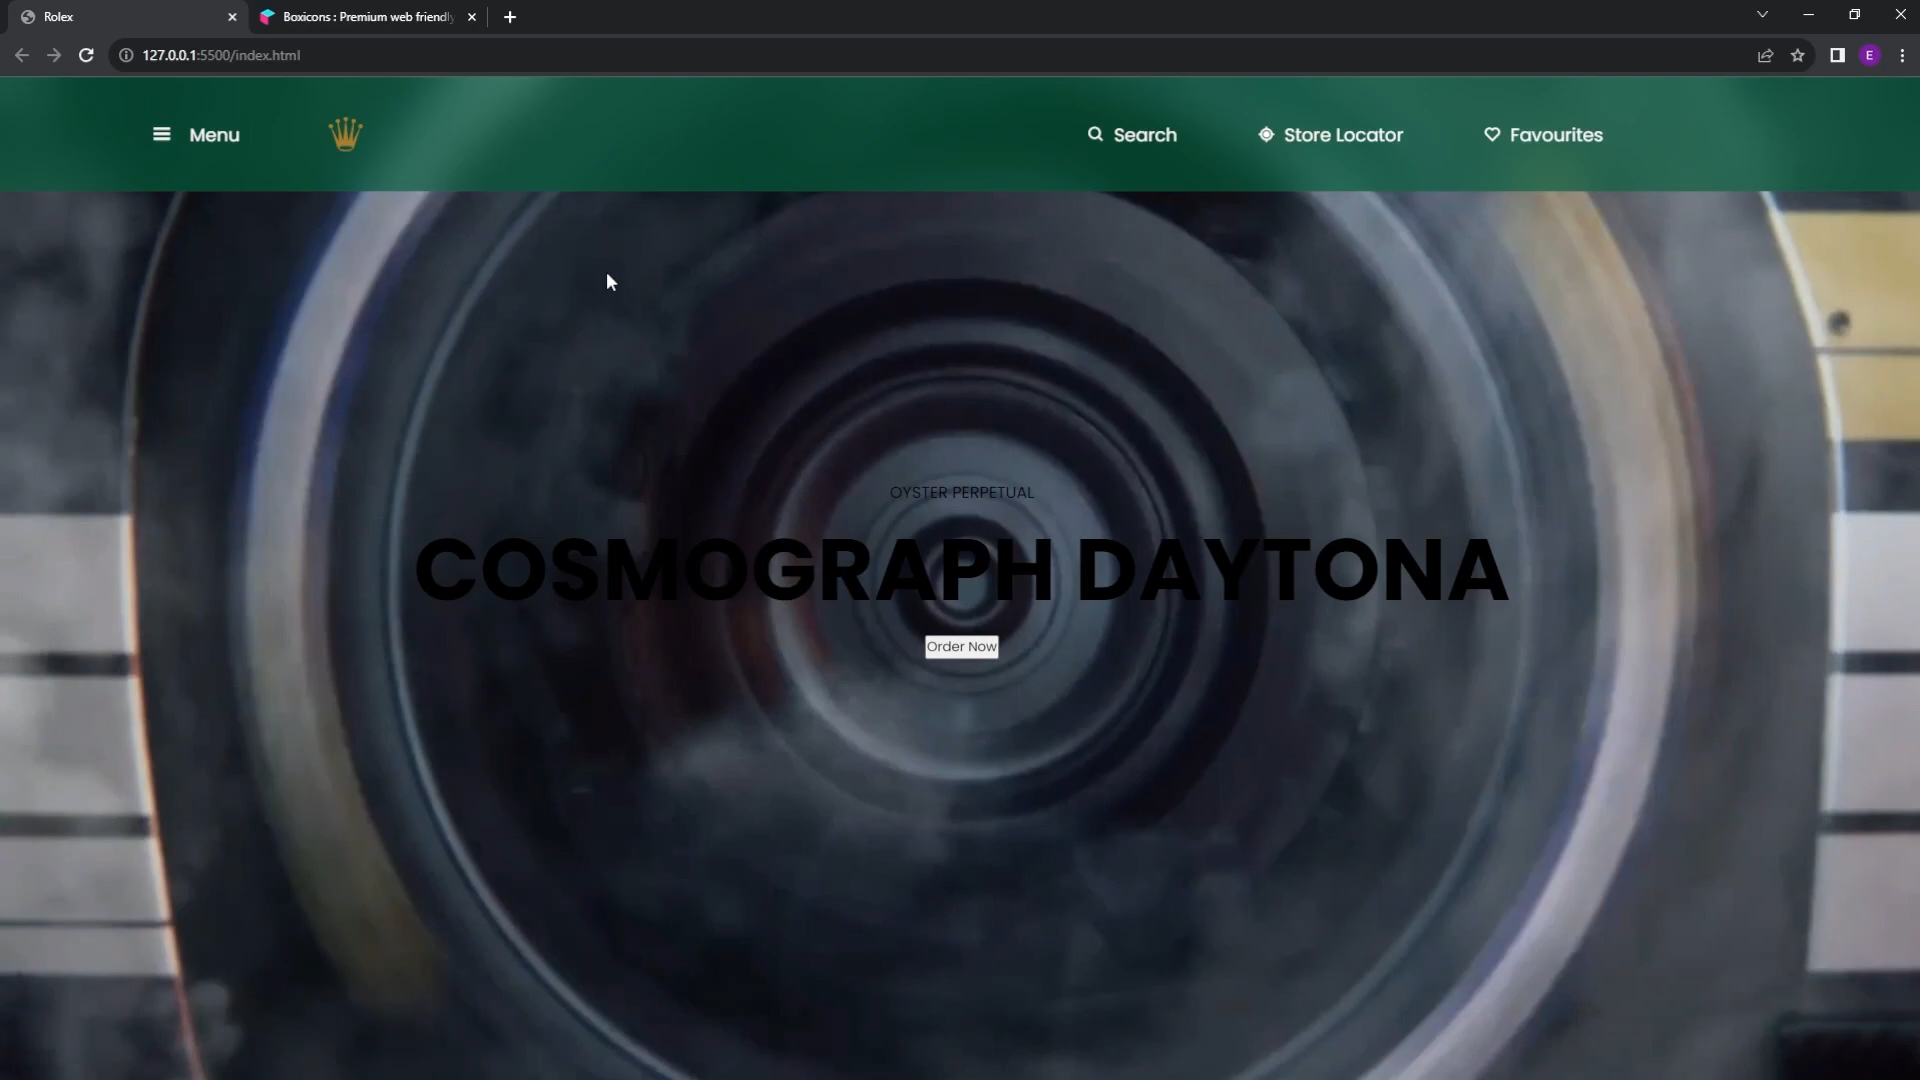 Rolex
Boxicons : Premium web friendly
127.0.0.1:5500/index.html
E
Menu
Search
Store Locator
Favourites
OYSTER PERPETUAL
COSMOGRAPH DAYTONA
Order Now